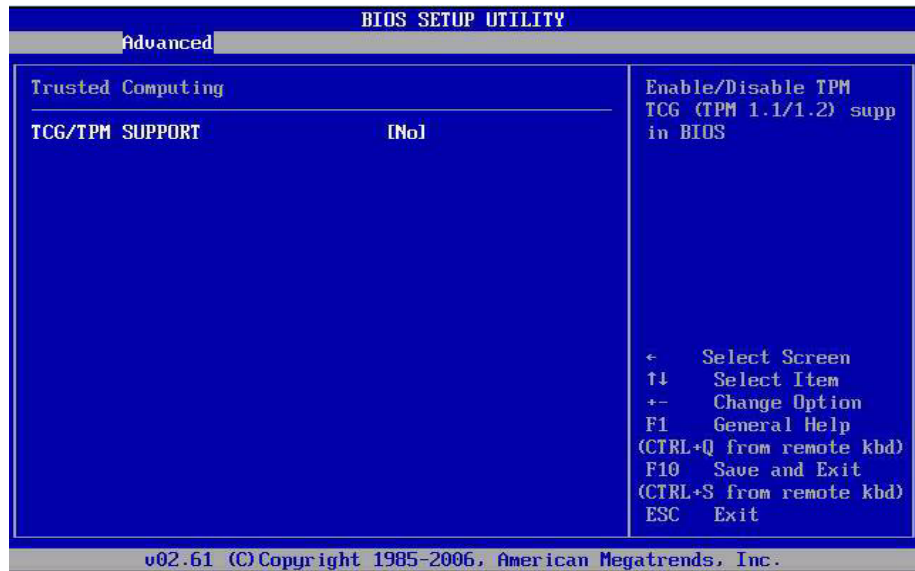 BIOS SETUP UTILITY
Advanced
Trusted Computing
TCG/TPM SUPPORT [No]
Enable/Disable TPM
TCG (TPM 1.1/1.2) supp
in BIOS
← Select Screen
↑↓ Select Item
+- Change Option
F1 General Help
(CTRL+Q from remote kbd)
F10 Save and Exit
(CTRL+S from remote kbd)
ESC Exit
v02.61 (C)Copyright 1985-2006, American Megatrends, Inc.